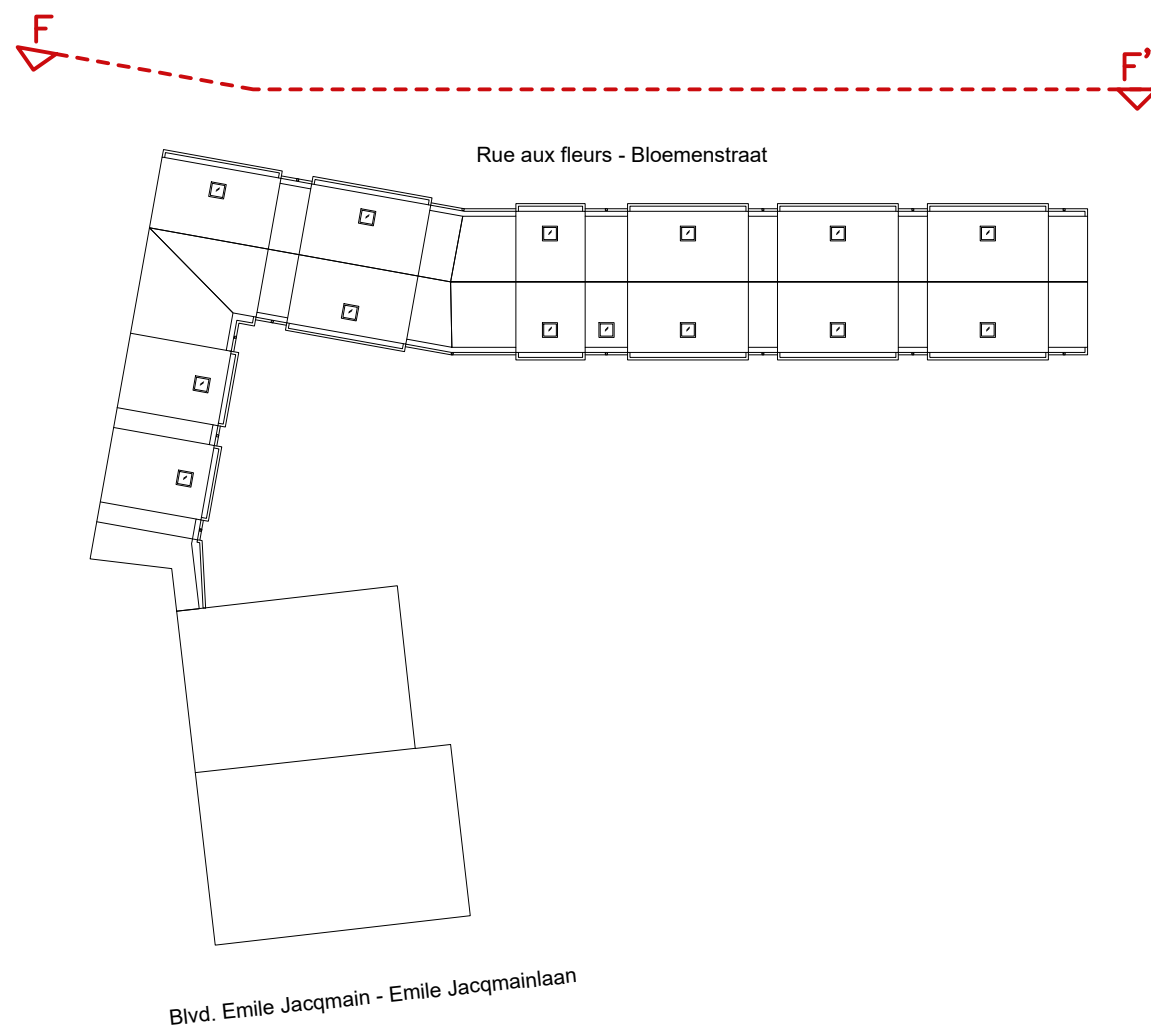 F
F'
Rue aux fleurs - Bloemenstraat
Blvd. Emile Jacqmain - Emile Jacqmainlaan